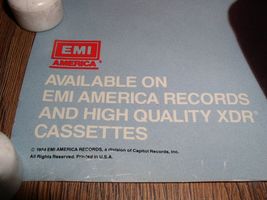 EMI
AMERICA
AVAILABLE ON
EMI AMERICA RECORDS
AND HIGH QUALITY XDR®
CASSETTES
© 1984 EMI AMERICA RECORDS, a division of Capitol Records, Inc.
All Rights Reserved. Printed in U.S.A.